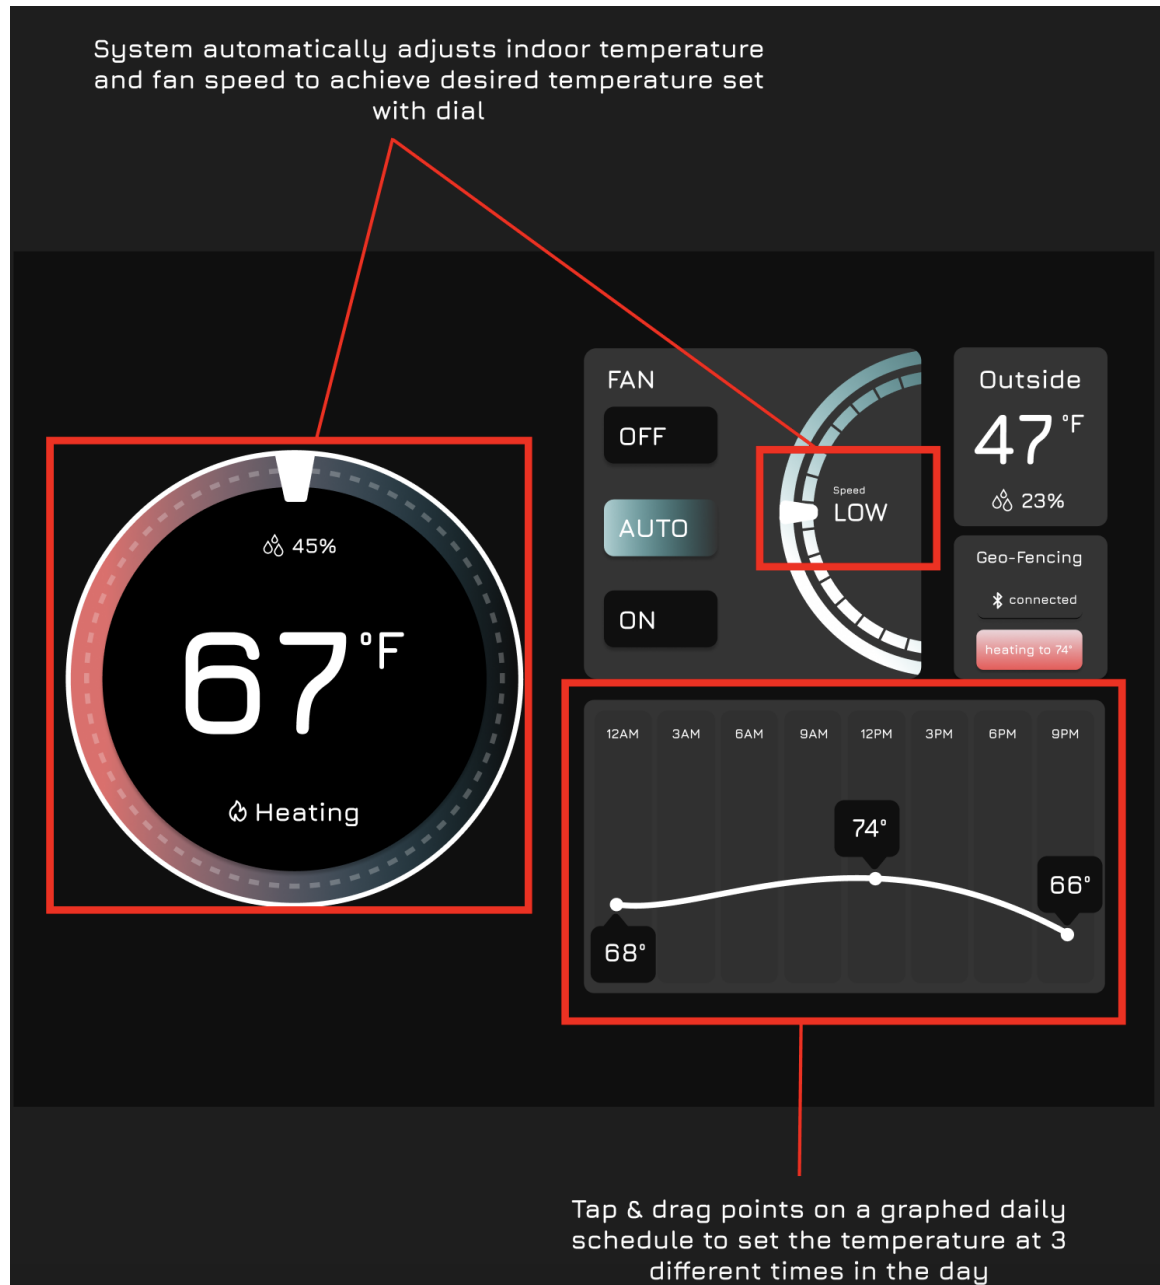 System automatically adjusts indoor temperature
and fan speed to achieve desired temperature set
with dial
45%
67°F
Heating
FAN
OFF
AUTO
ON
Speed
LOW
Outside
47°F
23%
Geo-Fencing
connected
heating to 74°
12AM 3AM 6AM 9AM 12PM 3PM 6PM 9PM
74°
66°
68°
Tap & drag points on a graphed daily
schedule to set the temperature at 3
different times in the day